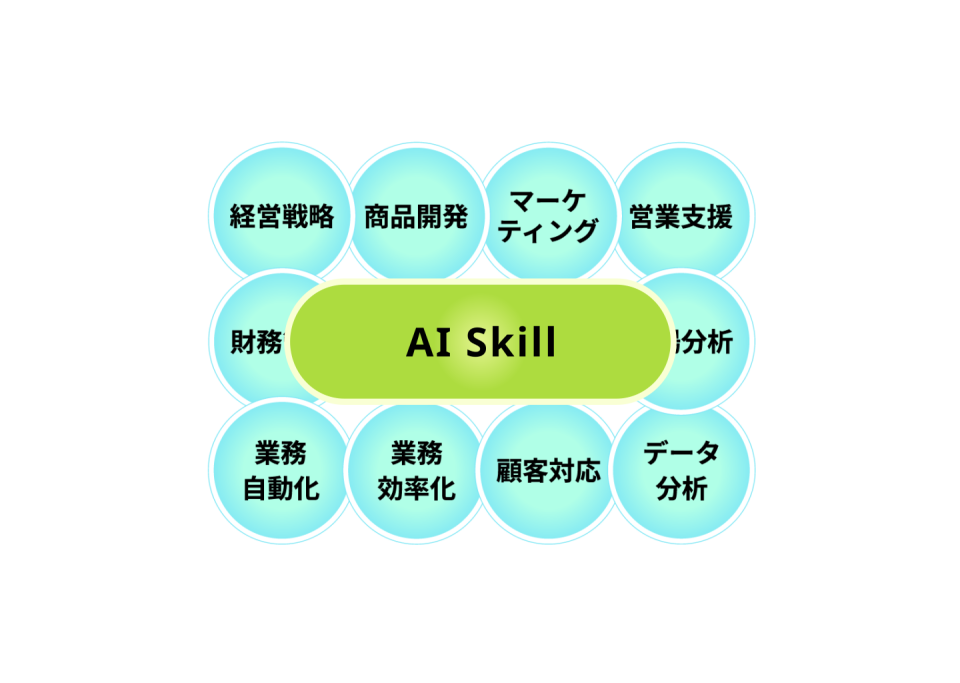 経営戦略
商品開発
マーケ
ティング
営業支援
財務
AI Skill
分析
業務
自動化
業務
効率化
顧客対応
データ
分析